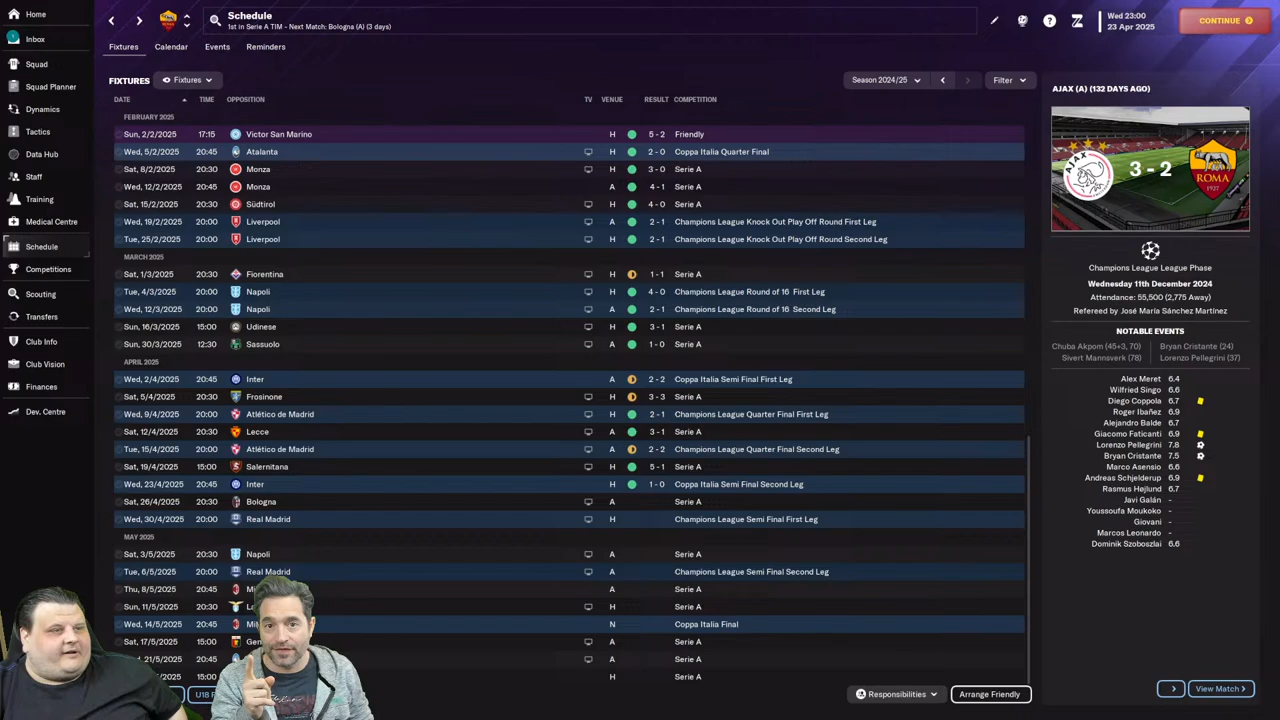 Home
Inbox
Squad
Squad Planner
Dynamics
Tactics
Data Hub
Staff
Training
Medical Centre
Schedule
Competitions
Scouting
Transfers
Club Info
Club Vision
Finances
Dev. Centre
Schedule
1st in Serie A TIM - Next Match: Bologna (A) (3 days)
Wed 23:00
23 Apr 2025
CONTINUE
Fixtures Calendar Events Reminders
FIXTURES Fixtures Season 2024/25 Filter
DATE TIME OPPOSITION TV VENUE RESULT COMPETITION
FEBRUARY 2025
Sun, 2/2/2025 17:15 Victor San Marino H 5 - 2 Friendly
Wed, 5/2/2025 20:45 Atalanta H 2 - 0 Coppa Italia Quarter Final
Sat, 8/2/2025 20:30 Monza H 3 - 0 Serie A
Wed, 12/2/2025 20:45 Monza A 4 - 1 Serie A
Sat, 15/2/2025 20:30 Südtirol H 4 - 0 Serie A
Wed, 19/2/2025 20:00 Liverpool A 2 - 1 Champions League Knock Out Play Off Round First Leg
Tue, 25/2/2025 20:00 Liverpool H 2 - 1 Champions League Knock Out Play Off Round Second Leg
MARCH 2025
Sat, 1/3/2025 20:30 Fiorentina H 1 - 1 Serie A
Tue, 4/3/2025 20:00 Napoli H 4 - 0 Champions League Round of 16 First Leg
Wed, 12/3/2025 20:00 Napoli A 2 - 1 Champions League Round of 16 Second Leg
Sun, 16/3/2025 15:00 Udinese H 3 - 1 Serie A
Sun, 30/3/2025 12:30 Sassuolo A 1 - 0 Serie A
APRIL 2025
Wed, 2/4/2025 20:45 Inter A 2 - 2 Coppa Italia Semi Final First Leg
Sat, 5/4/2025 20:30 Frosinone H 3 - 3 Serie A
Wed, 9/4/2025 20:00 Atlético de Madrid H 2 - 1 Champions League Quarter Final First Leg
Sat, 12/4/2025 20:30 Lecce A 3 - 1 Serie A
Tue, 15/4/2025 20:00 Atlético de Madrid A 2 - 2 Champions League Quarter Final Second Leg
Sat, 19/4/2025 15:00 Salernitana H 5 - 1 Serie A
Wed, 23/4/2025 20:45 Inter H 1 - 0 Coppa Italia Semi Final Second Leg
Sat, 26/4/2025 20:30 Bologna A Serie A
Wed, 30/4/2025 20:00 Real Madrid H Champions League Semi Final First Leg
MAY 2025
Sat, 3/5/2025 20:30 Napoli A Serie A
Tue, 6/5/2025 20:00 Real Madrid A Champions League Semi Final Second Leg
Thu, 8/5/2025 20:45 A Serie A
Sun, 11/5/2025 20:30 H Serie A
Wed, 14/5/2025 20:45 N Coppa Italia Final
Sat, 17/5/2025 15:00 A Serie A
21/5/2025 20:45 A Serie A
15:00 H Serie A
U18
Responsibilities Arrange Friendly
AJAX (A) (132 DAYS AGO)
AJAX 3 - 2 ROMA
1927
Champions League League Phase
Wednesday 11th December 2024
Attendance: 55,500 (2,775 Away)
Refereed by José María Sánchez Martínez
NOTABLE EVENTS
Chuba Akpom (45+3, 70) Bryan Cristante (24)
Sivert Mannsverk (78) Lorenzo Pellegrini (37)
Alex Meret 6.4
Wilfried Singo 6.6
Diego Coppola 6.7
Roger Ibañez 6.9
Alejandro Balde 6.7
Giacomo Faticanti 6.9
Lorenzo Pellegrini 7.8
Bryan Cristante 7.5
Marco Asensio 6.6
Andreas Schjelderup 6.9
Rasmus Højlund 6.7
Javi Galán -
Youssoufa Moukoko -
Giovani -
Marcos Leonardo -
Dominik Szoboszlai 6.6
View Match